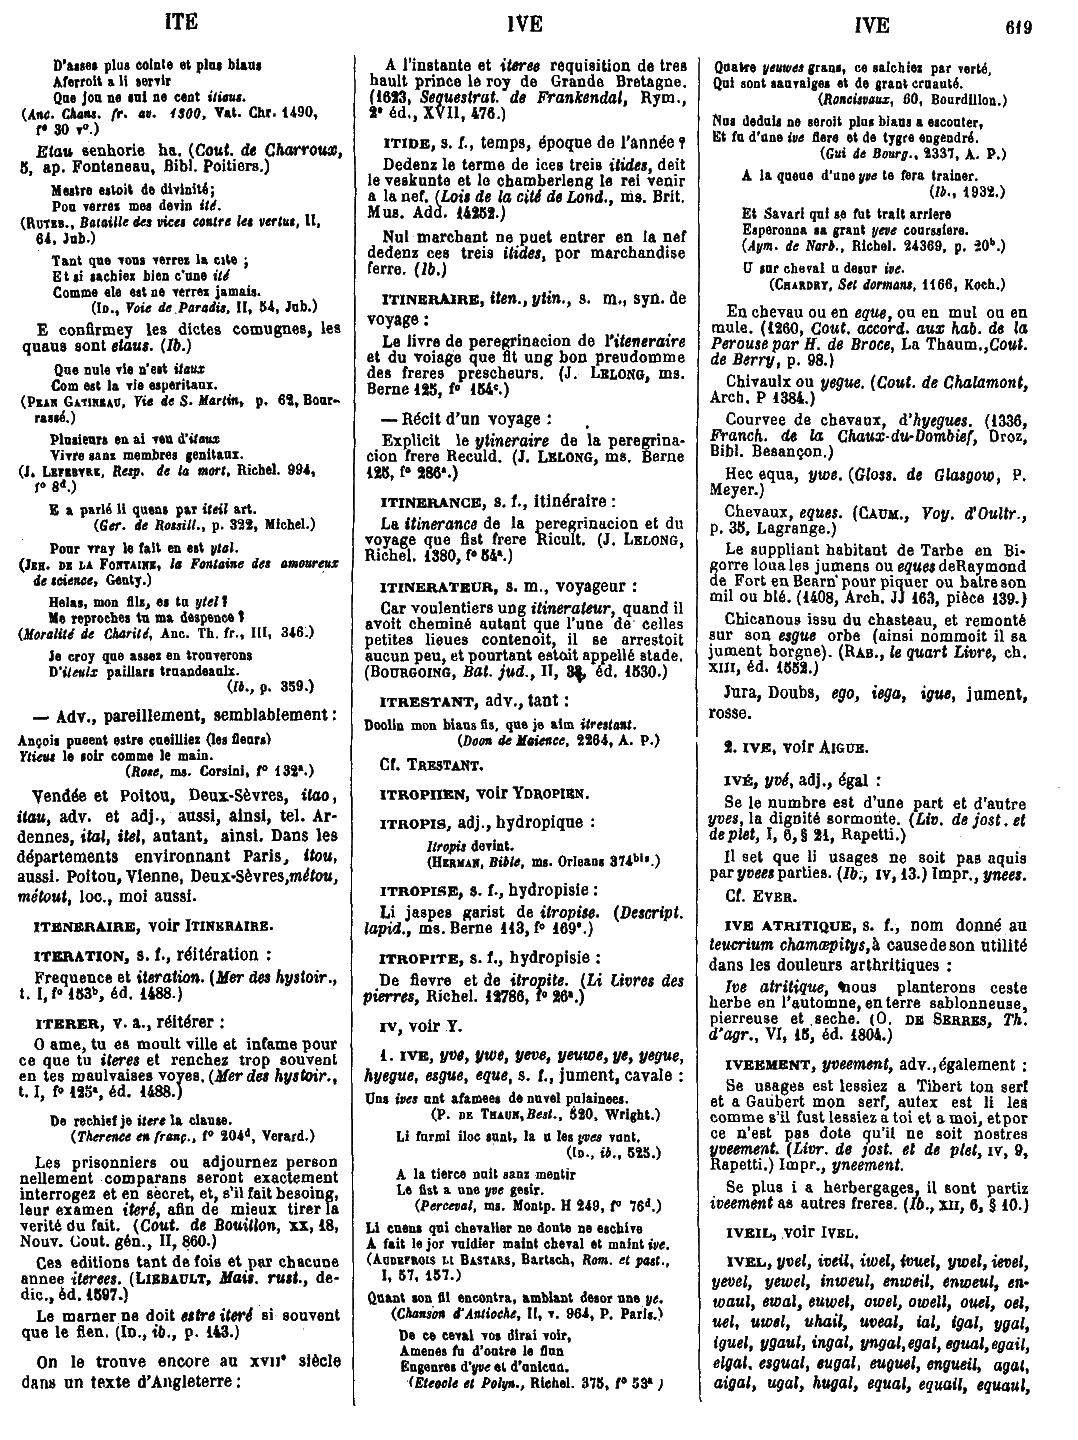 ITE
IVE
IVE
619
D'asses plus cointe et plus biaus
Aferroit a li servir
Que jou ne sui ne cent itiaus.
(Anc. Chans. fr. av. 1300, Vat. Chr. 1490,
f° 30 r°.)
Etau senhorie ha. (Cout. de Charroux,
5, ap. Fonteneau, Bibl. Poitiers.)
Mestre estoit de divinité;
Pou verrez mes devin ité.
(RUTEB., Bataille des vices contre les vertus, II,
64, Jub.)
Tant que vous verrez la cite ;
Et si sachiez bien c'une ité
Comme ele est ne verrez jamais.
(ID., Voie de Paradis, II, 54, Jub.)
E confirmey les dictes comugnes, les
quaus sont etaus. (Ib.)
Que nule vie n'est itaux
Com est la vie esperitaux.
(PEAN GATINEAU, Vie de S. Martin, p. 62, Bour-
rassé.)
Plusieurs en ai veu d'itaux
Vivre sans membres genitaux.
(J. LEFEBVRE, Resp. de la mort, Richel. 994,
f° 8d.)
E a parlé li quens par iteil art.
(Ger. de Rossill., p. 322, Michel.)
Pour vray le fait en est ytal.
(JEH. DE LA FONTAINE, la Fontaine des amoureux
de science, Genty.)
Helas, mon filz, es tu ytel ?
Me reproches tu ma despence ?
(Moralité de Charité, Anc. Th. fr., III, 346.)
Je croy que assez en trouverons
D'iteulx paillars truandeaulx.
(Ib., p. 359.)
— Adv., pareillement, semblablement :
Ançois pueent estre cueilliez (les fleurs)
Ytieus le soir comme le main.
(Rose, ms. Corsini, f° 132a.)
Vendée et Poitou, Deux-Sèvres, itao,
itau, adv. et adj., aussi, ainsi, tel. Ar-
dennes, ital, itel, autant, ainsi. Dans les
départements environnant Paris, itou,
aussi. Poitou, Vienne, Deux-Sèvres, métou,
métout, loc., moi aussi.
ITENERAIRE, voir ITINERAIRE.
ITERATION, s. f., réitération :
Frequence et iteration. (Mer des hystoir.,
t. I, f° 153b, éd. 1488.)
ITERER, v. a., réitérer :
O ame, tu es moult ville et infame pour
ce que tu iteres et renchez trop souvent
en tes maulvaises voyes. (Mer des hystoir.,
t. I, f° 125a, éd. 1488.)
De rechief je itere la clause.
(Therence en franç., f° 204d, Verard.)
Les prisonniers ou adjournez person
nellement comparans seront exactement
interrogez et en secret, et, s'il fait besoing,
leur examen iteré, afin de mieux tirer la
verité du fait. (Cout. de Bouillon, XX, 18,
Nouv. Cout. gén., II, 860.)
Ces editions tant de fois et par chacune
annee iterees. (LIEBAULT, Mais. rust., de-
dic., éd. 1597.)
Le marner ne doit estre iteré si souvent
que le fien. (ID., ib., p. 143.)
On le trouve encore au XVIIe siècle
dans un texte d'Angleterre :
A l'instante et iteree requisition de tres
hault prince le roy de Grande Bretagne.
(1623, Sequestrat. de Frankendal, Rym.,
2e éd., XVII, 476.)
ITIDE, s. f., temps, époque de l'année ?
Dedenz le terme de ices treis itides, deit
le veskunte et le chamberleng le rei venir
a la nef. (Lois de la cité de Lond., ms. Brit.
Mus. Add. 14252.)
Nul marchant ne puet entrer en la nef
dedenz ces treis itides, por marchandise
ferre. (Ib.)
ITINERAIRE, iten., ytin., s. m., syn. de
voyage :
Le livre de peregrinacion de l'iteneraire
et du voiage que fit ung bon preudomme
des freres prescheurs. (J. LELONG, ms.
Berne 125, f° 154c.)
— Récit d'un voyage :
Explicit le ytineraire de la peregrina-
cion frere Reculd. (J. LELONG, ms. Berne
125, f° 286a.)
ITINERANCE, s. f., itinéraire :
La itinerance de la peregrinacion et du
voyage que fist frere Ricult. (J. LELONG,
Richel. 1380, f° 54a.)
ITINERATEUR, s. m., voyageur :
Car voulentiers ung itinerateur, quand il
avoit cheminé autant que l'une de celles
petites lieues contenoit, il se arrestoit
aucun peu, et pourtant estoit appellé stade.
(BOURGOING, Bat. jud., II, éd. 1530.)
ITRESTANT, adv., tant :
Doolin mon biaus fis, que je aim itrestant.
(Doon de Maience, 2264, A. P.)
Cf. TRESTANT.
ITROPIIEN, voir YDROPIEN.
ITROPIS, adj., hydropique :
Itropis devint.
(HERMAN, Bible, ms. Orleans 374bis.)
ITROPISE, s. f., hydropisie :
Li jaspes garist de itropise. (Descript.
lapid., ms. Berne 113, f° 169a.)
ITROPITE, s. f., hydropisie :
De fievre et de itropite. (Li Livres des
pierres, Richel. 12786, f° 26a.)
IV, voir Y.
1. IVE, yve, ywe, yeve, yeuwe, ye, yegue,
hyegue, esgue, eque, s. f., jument, cavale :
Uns ives unt afamees de nuvel pulainees.
(P. DE THAUN, Best., 520, Wright.)
Li furmi iloc sunt, la u les yves vunt.
(ID., ib., 525.)
A la tierce nuit sanz mentir
Le fist a une yve gesir.
(Perceval, ms. Montp. H 249, f° 76d.)
Li cuens qui chevalier ne doute ne eschive
A fait le jor vuidier maint cheval et maint ive.
(AUDEFROIS LI BASTARS, Bartsch, Rom. et past.,
I, 57, 157.)
Quant son fil encontra, amblant desor une ye.
(Chanson d'Antioche, II, v. 964, P. Paris.)
De ce ceval vos dirai voir,
Amenes fu d'outre le flun
Engenres d'yve et d'unicun.
(Eteocle et Polyn., Richel. 375, f° 53a )
Quatre yeuwes grans, ce saichiez par verté,
Qui sont sauvaiges et de grant cruauté.
(Roncisvaux, 60, Bourdillon.)
Nus deduis ne seroit plus biaus a escouter,
Et fu d'une ive fiere et de tygre engendré.
(Gui de Bourg., 2337, A. P.)
A la queue d'une yve te fera trainer.
(Ib., 1932.)
Et Savari qui se fut trait arriere
Esperonna sa grant yeve coursiere.
(Aym. de Narb., Richel. 24369, p. 20b.)
U sur cheval u desur ive.
(CHARDRY, Set dormans, 1166, Koch.)
En chevau ou en eque, ou en mul ou en
mule. (1260, Cout. accord. aux hab. de la
Perouse par H. de Broce, La Thaum., Cout.
de Berry, p. 98.)
Chivaulx ou yegue. (Cout. de Chalamont,
Arch. P 1384.)
Courvee de chevaux, d'hyegues. (1336,
Franch. de la Chaux-du-Dombief, Droz,
Bibl. Besançon.)
Hec equa, ywe. (Gloss. de Glasgow, P.
Meyer.)
Chevaux, eques. (CAUM., Voy. d'Oultr.,
p. 35, Lagrange.)
Le suppliant habitant de Tarbe en Bi-
gorre loua les jumens ou eques de Raymond
de Fort en Bearn pour piquer ou batre son
mil ou blé. (1408, Arch. JJ 163, pièce 139.)
Chicanous issu du chasteau, et remonté
sur son esgue orbe (ainsi nommoit il sa
jument borgne). (RAB., le quart Livre, ch.
XIII, éd. 1552.)
Jura, Doubs, ego, iega, igue, jument,
rosse.
2. IVE, voir AIGUE.
IVÉ, yvé, adj., égal :
Se le nombre est d'une part et d'autre
yves, la dignité sormonte. (Liv. de jost. et
de plet, I, 6, § 21, Rapetti.)
Il set que li usages ne soit pas aquis
par yvees parties. (Ib., IV, 13.) Impr., ynees.
Cf. EVER.
IVE ATRITIQUE, s. f., nom donné au
teucrium chamæpitys, à cause de son utilité
dans les douleurs arthritiques :
Ive atritique, nous planterons ceste
herbe en l'automne, en terre sablonneuse,
pierreuse et seche. (O. DE SERRES, Th.
d'agr., VI, 15, éd. 1804.)
IVEEMENT, yveement, adv., également :
Se usages est lessiez a Tibert ton serf
et a Gaubert mon serf, autex est li les
comme s'il fust lessiez a toi et a moi, et por
ce n'est pas dote qu'il ne soit nostres
yveement. (Livr. de jost. et de plet, IV, 9,
Rapetti.) Impr., yneement.
Se plus i a herbergages, il sont partiz
iveement as autres freres. (Ib., XII, 6, § 10.)
IVEIL, voir IVEL.
IVEL, yvel, iveil, iwel, iouel, ywel, ievel,
yevel, yewel, inweul, enweil, enweul, en-
waul, ewal, euwel, owel, owell, ouel, oel,
uel, uwel, uhail, uveal, ial, igal, ygal,
iguel, ygaul, ingal, yngal, egal, egual, egail,
elgal, esgual, eugal, euguel, engueil, agal,
aigal, ugal, hugal, equal, equail, equaul,